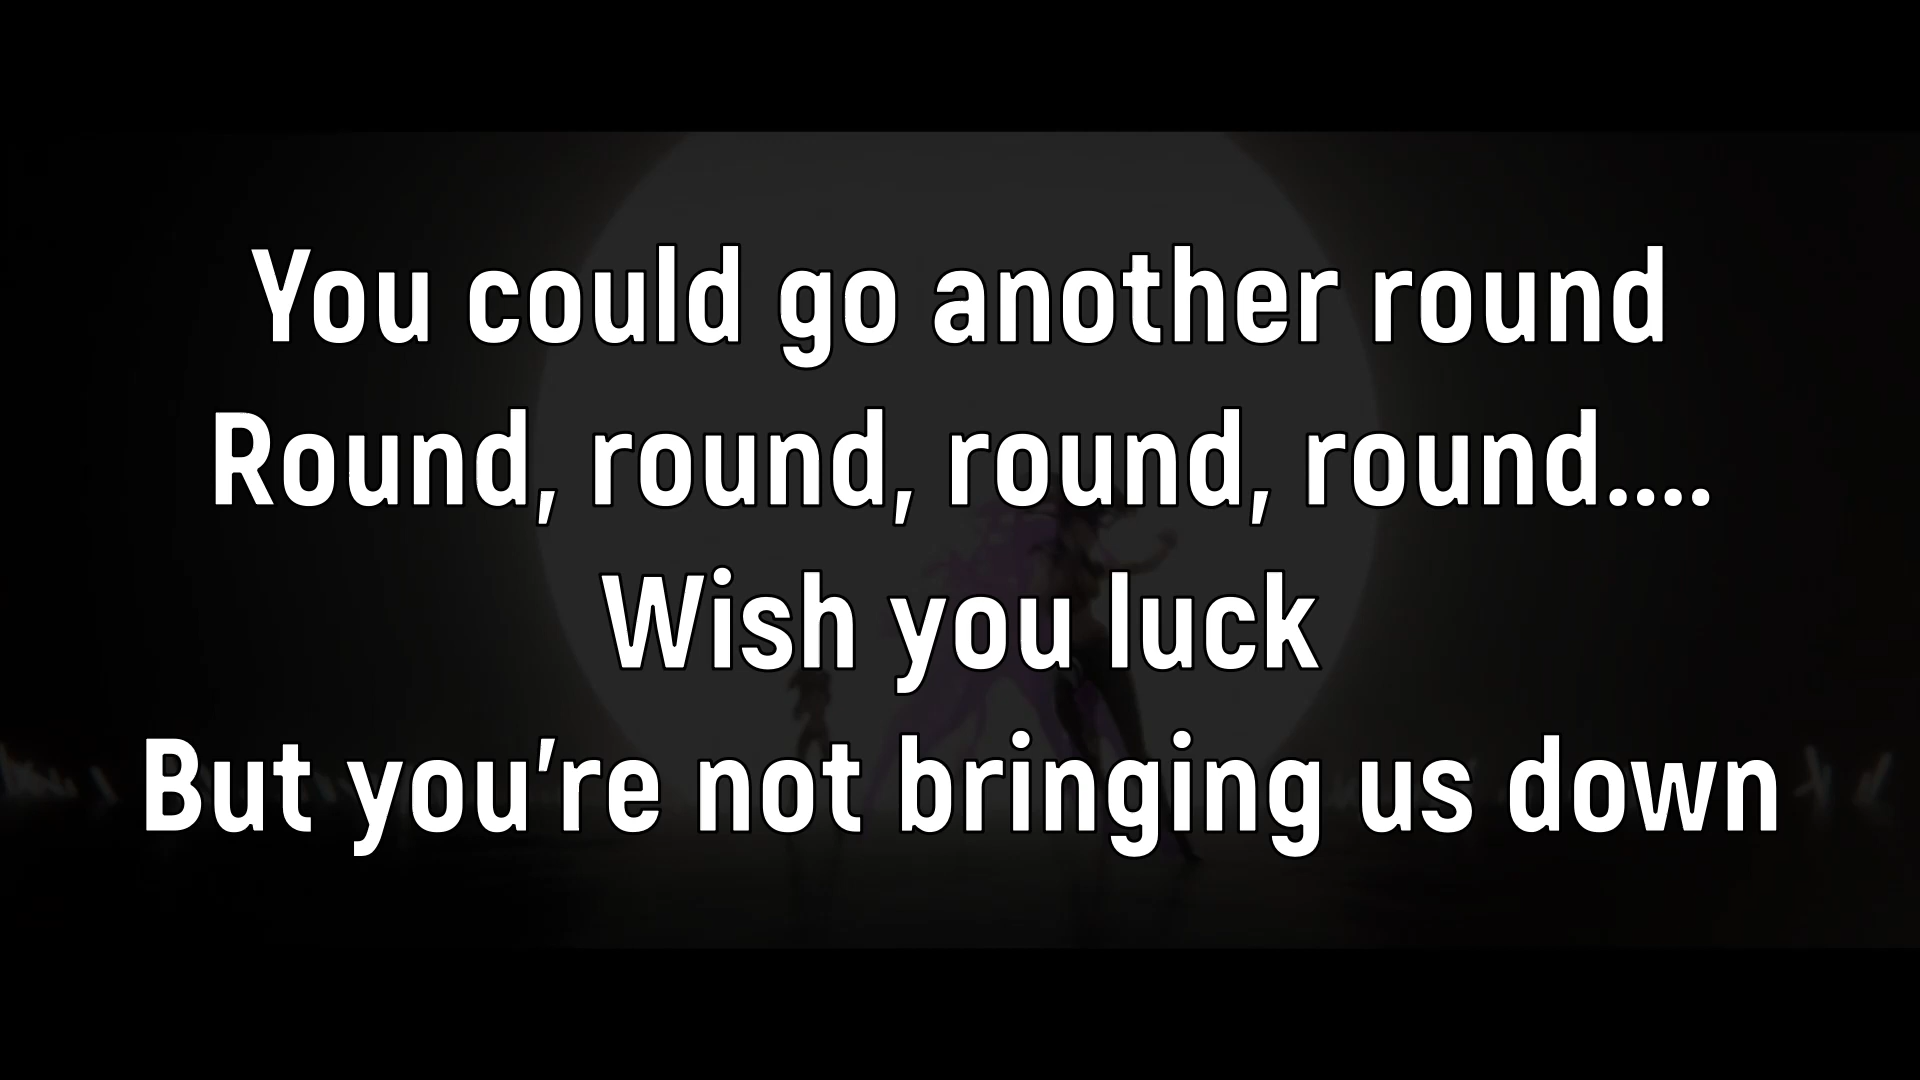 You could go another round
Round, round, round, round....
Wish you luck
But you’re not bringing us down